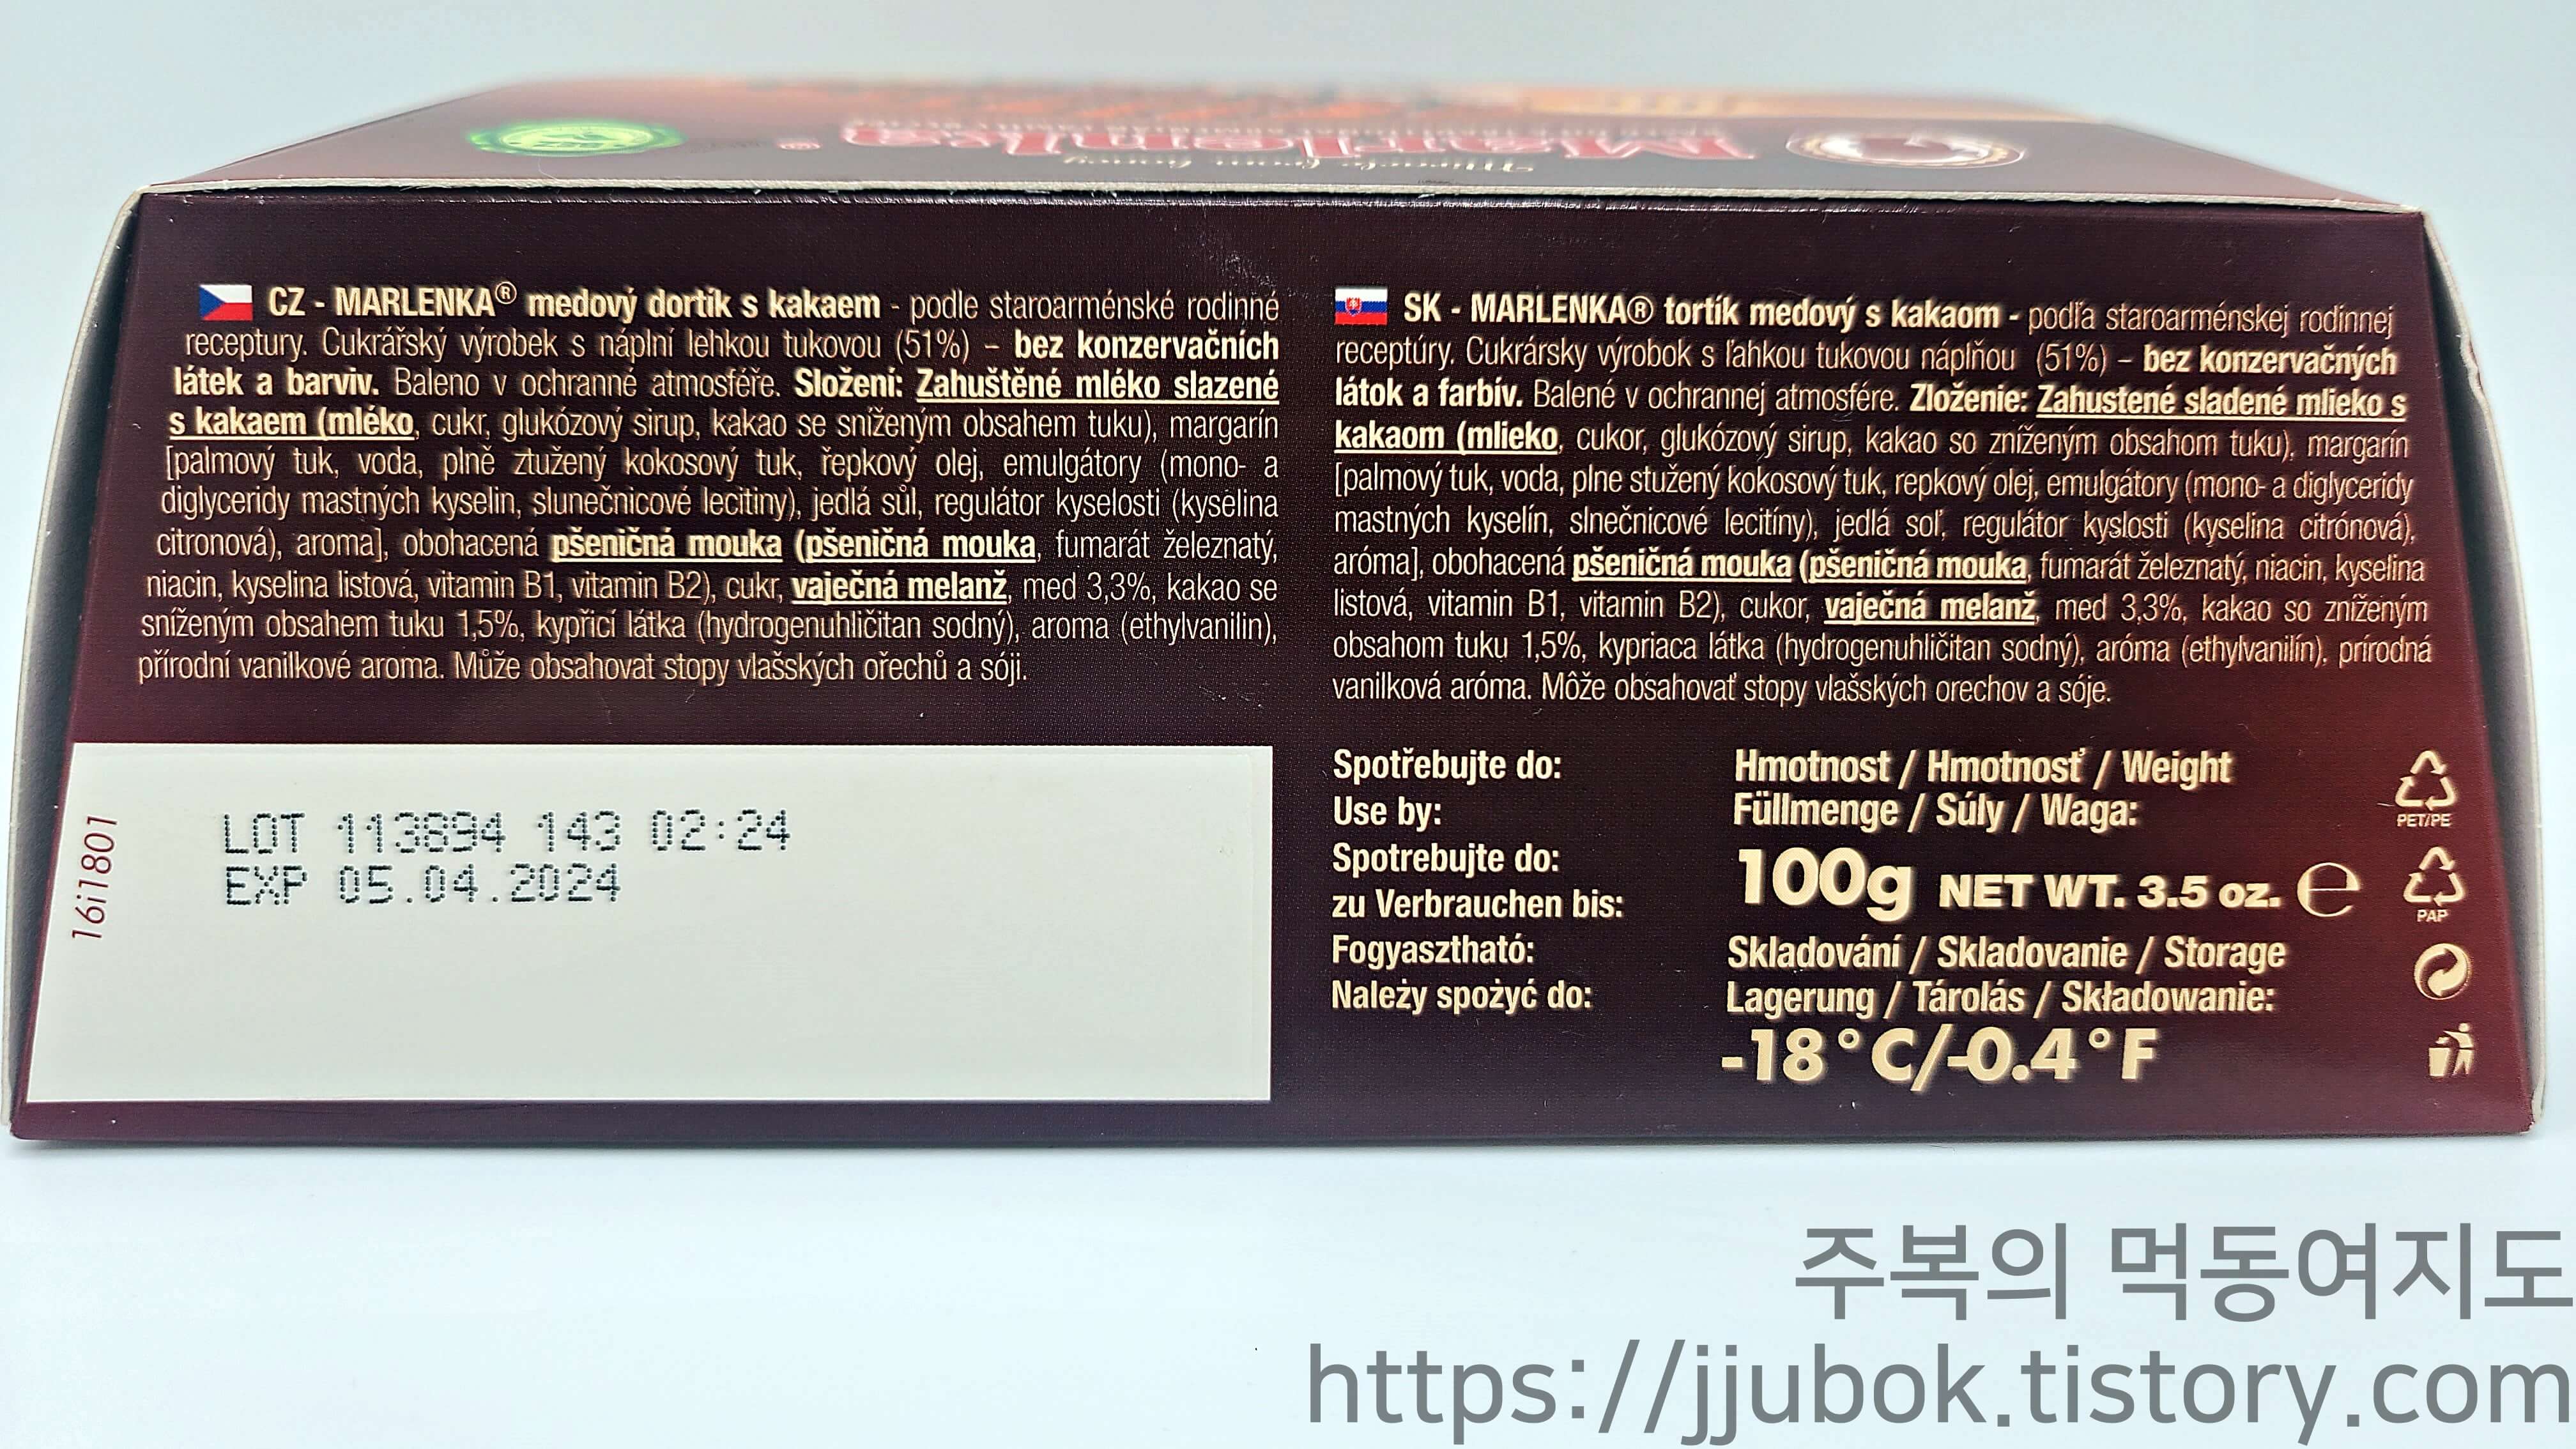 Marlenka ®
CZ - MARLENKA® medový dortík s kakaem - podle staroarménské rodinné
receptury. Cukrářský výrobek s náplní lehkou tukovou (51%) – bez konzervačních
látek a barviv. Baleno v ochranné atmosféře. Složení: Zahuštěné mléko slazené
s kakaem (mléko, cukr, glukózový sirup, kakao se sníženým obsahem tuku), margarín
[palmový tuk, voda, plně ztužený kokosový tuk, řepkový olej, emulgátory (mono- a
diglyceridy mastných kyselin, slunečnicové lecitiny), jedlá sůl, regulátor kyselosti (kyselina
citronová), aroma], obohacená pšeničná mouka (pšeničná mouka, fumarát železnatý,
niacin, kyselina listová, vitamin B1, vitamin B2), cukr, vaječná melanž, med 3,3%, kakao se
sníženým obsahem tuku 1,5%, kypřicí látka (hydrogenuhličitan sodný), aroma (ethylvanilin),
přírodní vanilkové aroma. Může obsahovat stopy vlašských ořechů a sóji.
SK - MARLENKA® tortík medový s kakaom - podľa staroarménskej rodinnej
receptúry. Cukrársky výrobok s ľahkou tukovou náplňou (51%) – bez konzervačných
látok a farbív. Balené v ochrannej atmosfére. Zloženie: Zahustené sladené mlieko s
kakaom (mlieko, cukor, glukózový sirup, kakao so zníženým obsahom tuku), margarín
[palmový tuk, voda, plne stužený kokosový tuk, repkový olej, emulgátory (mono- a diglyceridy
mastných kyselín, slnečnicové lecitíny), jedlá soľ, regulátor kyslosti (kyselina citrónová),
aróma], obohacená pšeničná mouka (pšeničná mouka, fumarát železnatý, niacin, kyselina
listová, vitamin B1, vitamin B2), cukor, vaječná melanž, med 3,3%, kakao so zníženým
obsahom tuku 1,5%, kypriaca látka (hydrogenuhličitan sodný), aróma (ethylvanilín), prírodná
vanilková aróma. Môže obsahovať stopy vlašských orechov a sóje.
16i1801
LOT 113894 143 02:24
EXP 05.04.2024
Spotřebujte do:
Use by:
Spotrebujte do:
zu Verbrauchen bis:
Fogyasztható:
Należy spożyć do:
Hmotnost / Hmotnosť / Weight
Füllmenge / Súly / Waga:
100g NET WT. 3.5 oz. ℮
Skladování / Skladovanie / Storage
Lagerung / Tárolás / Składowanie:
-18°C/-0.4°F
PET/PE
PAP
주복의 먹동여지도
https://jjubok.tistory.com